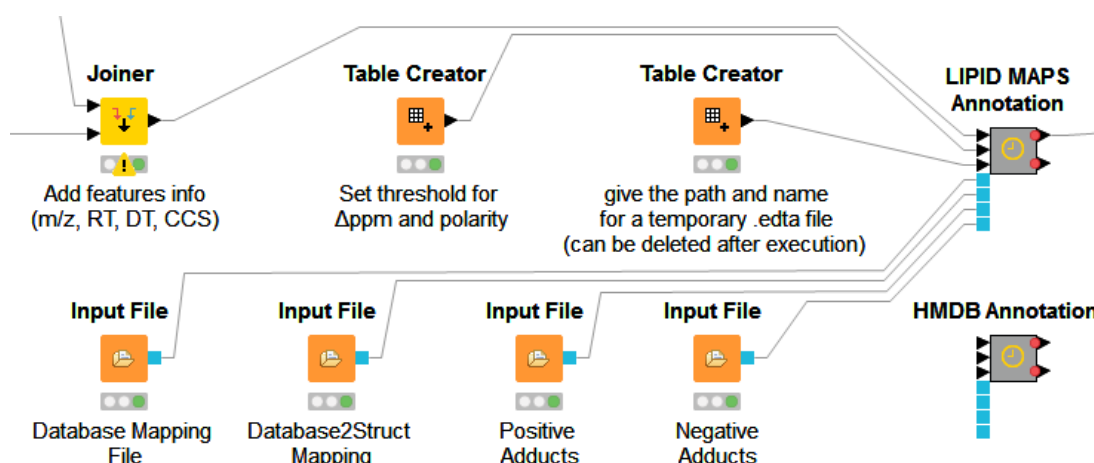 Joiner
Add features info
(m/z, RT, DT, CCS)
Table Creator
Set threshold for
Δppm and polarity
Table Creator
give the path and name
for a temporary .edta file
(can be deleted after execution)
LIPID MAPS
Annotation
Input File
Database Mapping
File
Input File
Database2Struct
Mapping
Input File
Positive
Adducts
Input File
Negative
Adducts
HMDB Annotation